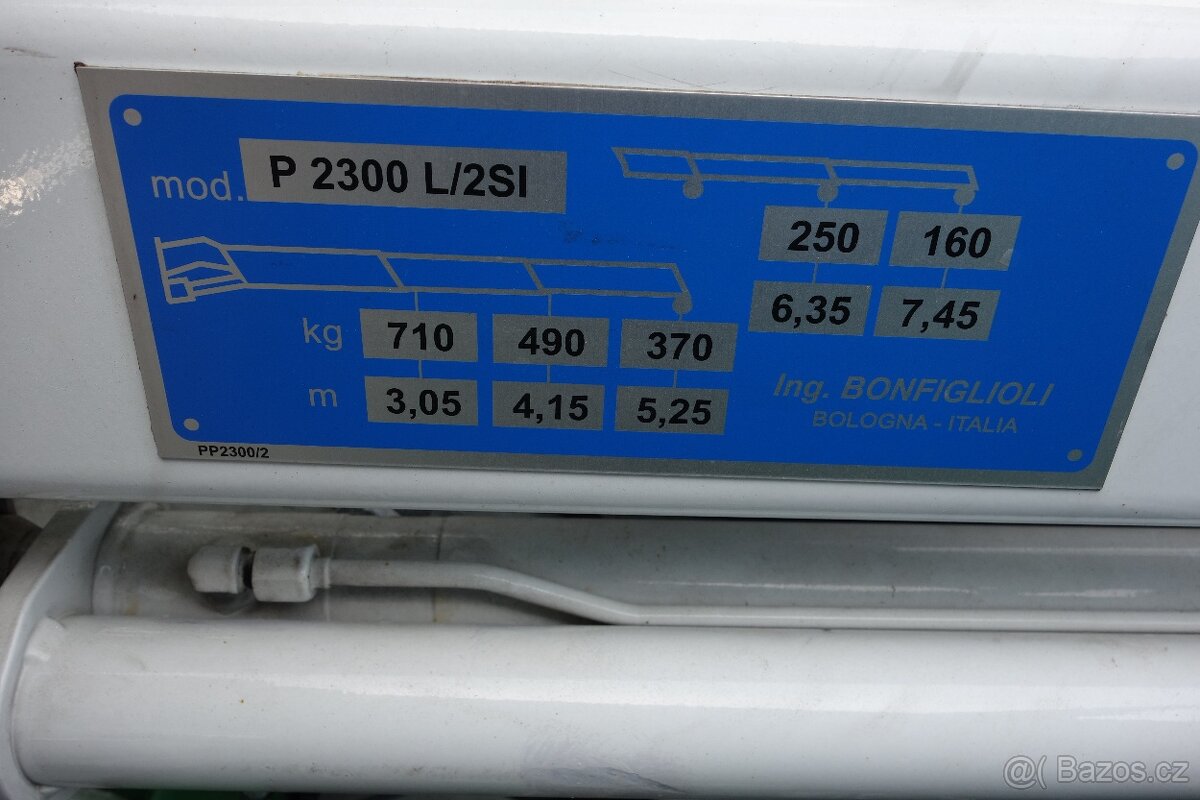 mod. P 2300 L/2SI
250 160
6,35 7,45
kg 710 490 370
m 3,05 4,15 5,25
Ing. BONFIGLIOLI
BOLOGNA - ITALIA
PP2300/2
@( Bazos.cz